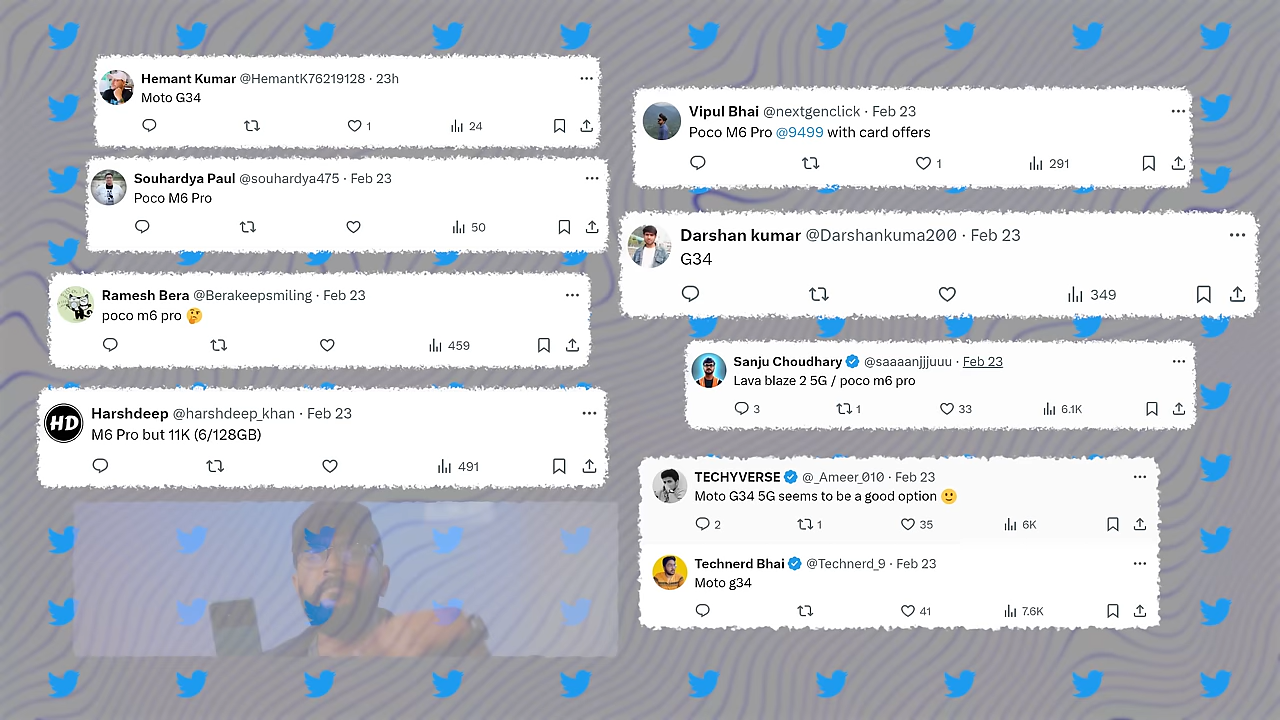 Hemant Kumar @HemantK76219128 · 23h
Moto G34
1 24
Souhardya Paul @souhardya475 · Feb 23
Poco M6 Pro
50
Ramesh Bera @Berakeepsmiling · Feb 23
poco m6 pro 🤔
459
HD
Harshdeep @harshdeep_khan · Feb 23
M6 Pro but 11K (6/128GB)
491
Vipul Bhai @nextgenclick · Feb 23
Poco M6 Pro @9499 with card offers
1 291
Darshan kumar @Darshankuma200 · Feb 23
G34
349
Sanju Choudhary @saaaanjjjuuu · Feb 23
Lava blaze 2 5G / poco m6 pro
3 1 33 6.1K
TECHYVERSE @_Ameer_010 · Feb 23
Moto G34 5G seems to be a good option 🙂
2 1 35 6K
Technerd Bhai @Technerd_9 · Feb 23
Moto g34
41 7.6K